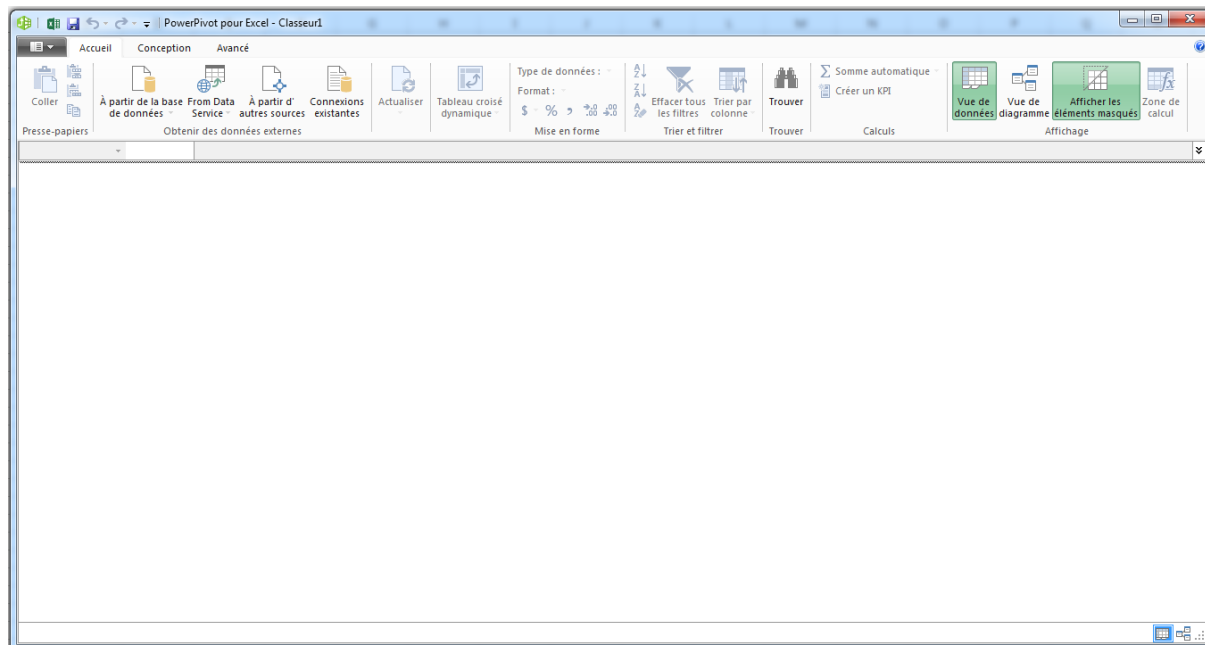 PowerPivot pour Excel - Classeur1
Accueil Conception Avancé
Coller
À partir de la base de données
From Data Service
À partir d' autres sources
Connexions existantes
Actualiser
Tableau croisé dynamique
Type de données :
Format :
$ % , .00 .00
Effacer tous les filtres
Trier par colonne
Trouver
Σ Somme automatique
Créer un KPI
Vue de données
Vue de diagramme
Afficher les éléments masqués
Zone de calcul
Presse-papiers
Obtenir des données externes
Mise en forme
Trier et filtrer
Trouver
Calculs
Affichage